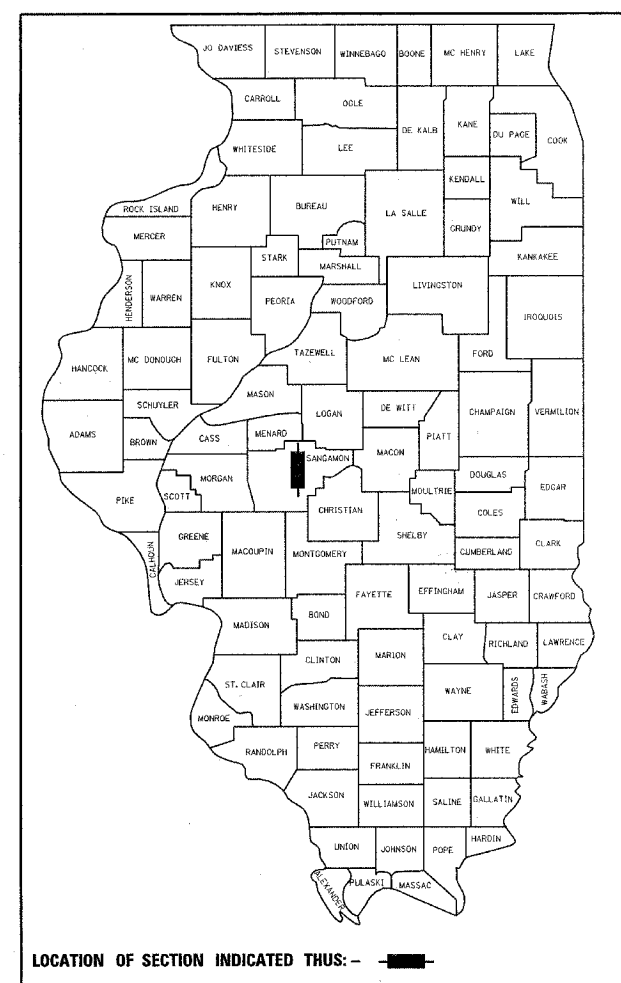 JO DAVIESS STEVENSON WINNEBAGO BOONE MC HENRY LAKE
CARROLL OGLE DE KALB KANE DU PAGE COOK
WHITESIDE LEE
KENDALL WILL
ROCK ISLAND HENRY BUREAU LA SALLE GRUNDY
MERCER PUTNAM KANKAKEE
STARK MARSHALL
HENDERSON WARREN KNOX PEORIA WOODFORD LIVINGSTON IROQUOIS
HANCOCK MC DONOUGH FULTON TAZEWELL MC LEAN FORD
MASON
SCHUYLER LOGAN DE WITT CHAMPAIGN VERMILION
ADAMS BROWN CASS MENARD MACON PIATT
SANGAMON
MORGAN DOUGLAS EDGAR
PIKE SCOTT CHRISTIAN MOULTRIE COLES
GREENE MACOUPIN MONTGOMERY SHELBY CUMBERLAND CLARK
CALHOUN JERSEY
FAYETTE EFFINGHAM JASPER CRAWFORD
MADISON BOND CLAY RICHLAND LAWRENCE
CLINTON MARION
ST. CLAIR WAYNE EDWARDS WABASH
MONROE WASHINGTON JEFFERSON
RANDOLPH PERRY HAMILTON WHITE
FRANKLIN
JACKSON WILLIAMSON SALINE GALLATIN
UNION JOHNSON POPE HARDIN
ALEXANDER PULASKI MASSAC
LOCATION OF SECTION INDICATED THUS: -